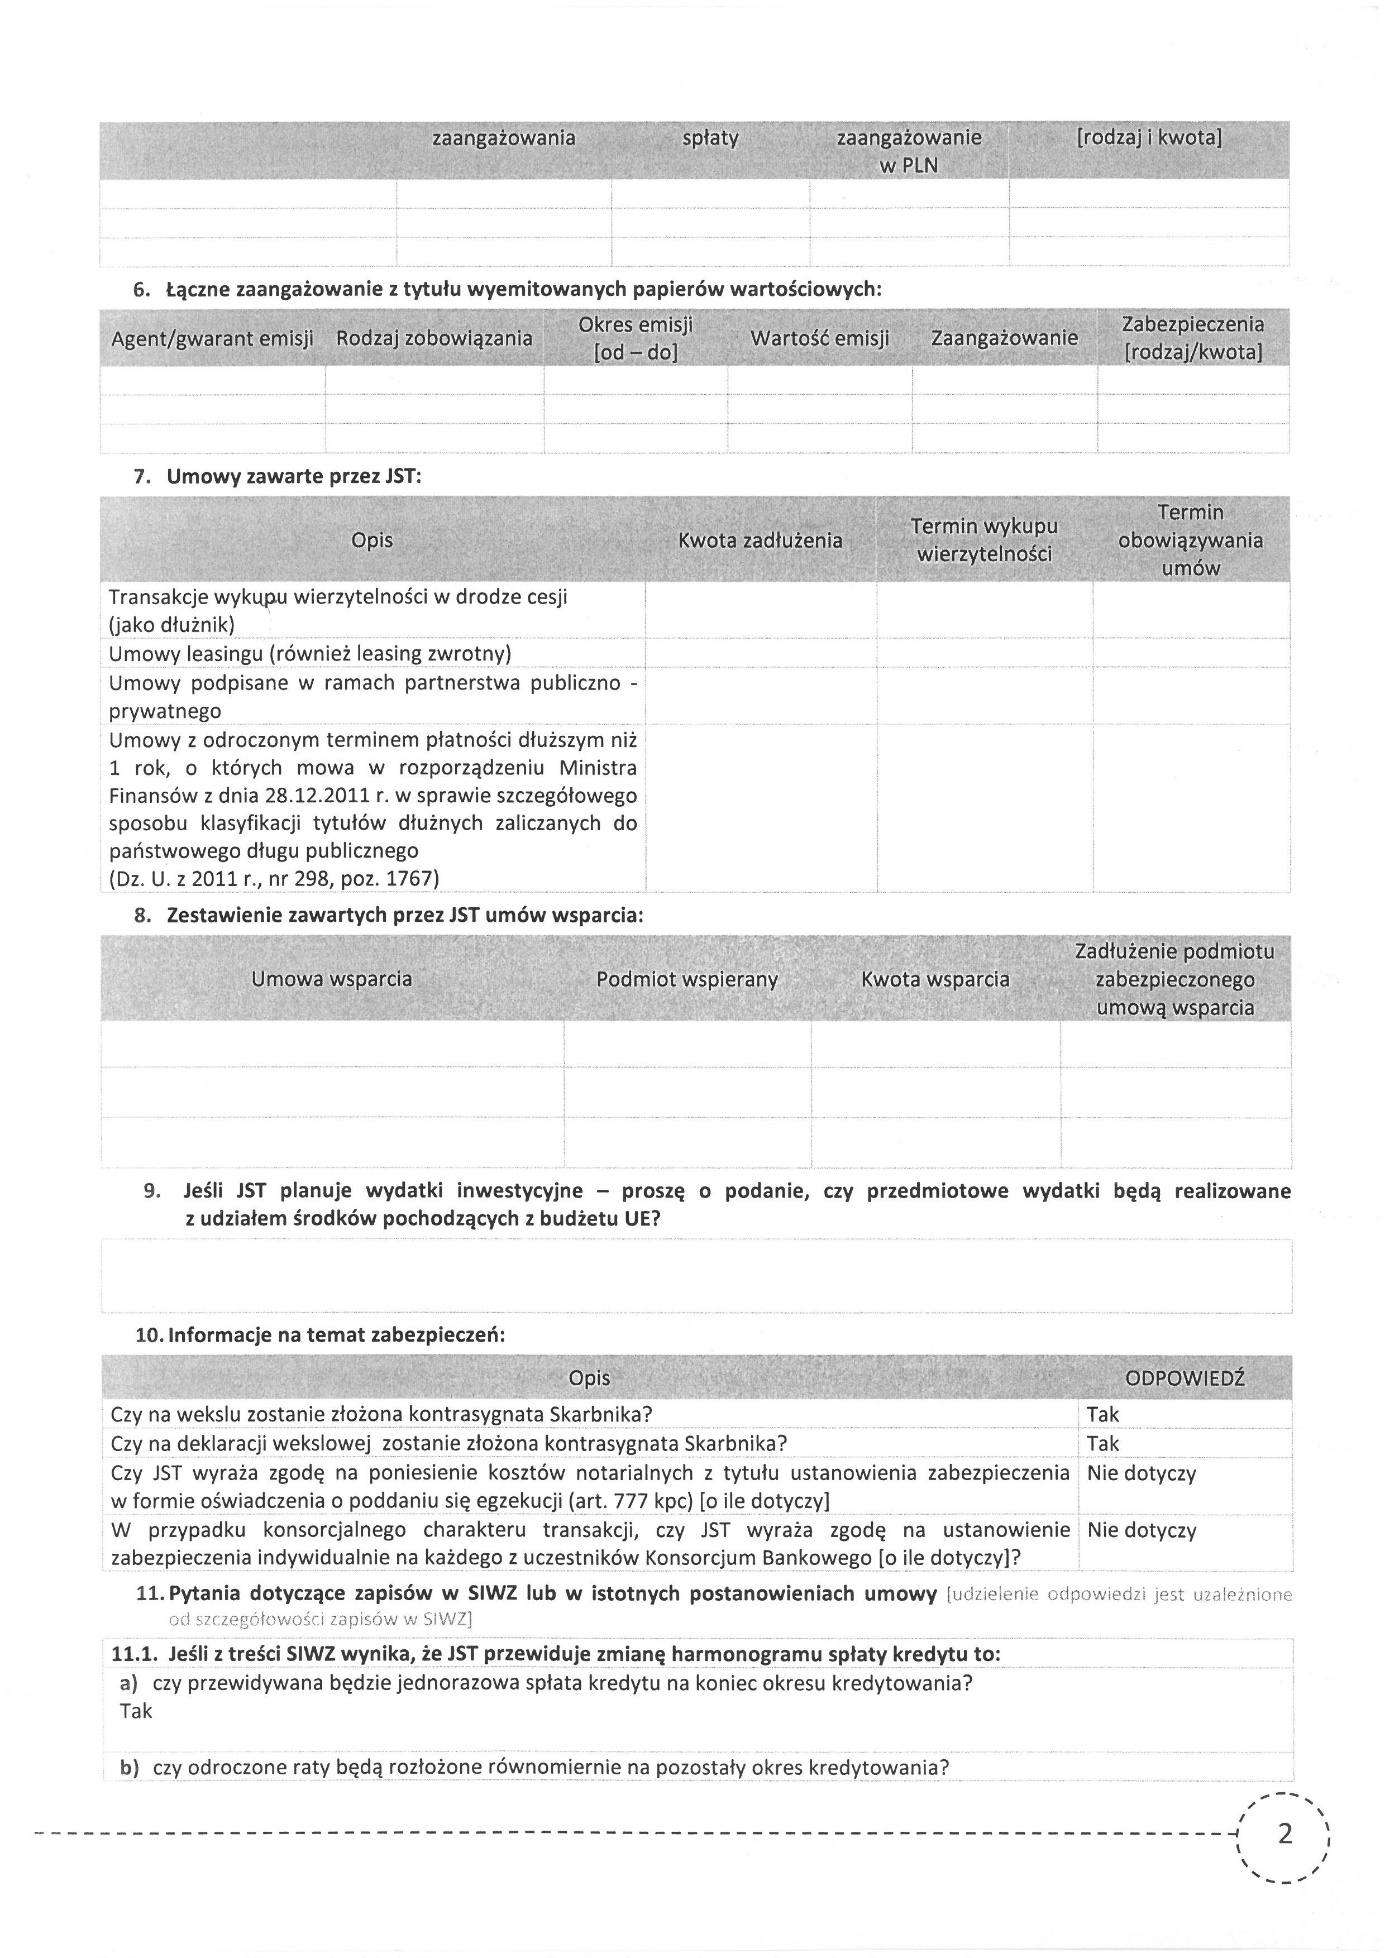 zaangażowania spłaty zaangażowanie [rodzaj i kwota]
w PLN
6. Łączne zaangażowanie z tytułu wyemitowanych papierów wartościowych:
Agent/gwarant emisji Rodzaj zobowiązania Okres emisji [od – do] Wartość emisji Zaangażowanie Zabezpieczenia [rodzaj/kwota]
7. Umowy zawarte przez JST:
Opis Kwota zadłużenia Termin wykupu wierzytelności Termin obowiązywania umów
Transakcje wykupu wierzytelności w drodze cesji
(jako dłużnik)
Umowy leasingu (również leasing zwrotny)
Umowy podpisane w ramach partnerstwa publiczno -
prywatnego
Umowy z odroczonym terminem płatności dłuższym niż
1 rok, o których mowa w rozporządzeniu Ministra
Finansów z dnia 28.12.2011 r. w sprawie szczegółowego
sposobu klasyfikacji tytułów dłużnych zaliczanych do
państwowego długu publicznego
(Dz. U. z 2011 r., nr 298, poz. 1767)
8. Zestawienie zawartych przez JST umów wsparcia:
Umowa wsparcia Podmiot wspierany Kwota wsparcia Zadłużenie podmiotu zabezpieczonego umową wsparcia
9. Jeśli JST planuje wydatki inwestycyjne – proszę o podanie, czy przedmiotowe wydatki będą realizowane
z udziałem środków pochodzących z budżetu UE?
10. Informacje na temat zabezpieczeń:
Opis ODPOWIEDŹ
Czy na wekslu zostanie złożona kontrasygnata Skarbnika? Tak
Czy na deklaracji wekslowej zostanie złożona kontrasygnata Skarbnika? Tak
Czy JST wyraża zgodę na poniesienie kosztów notarialnych z tytułu ustanowienia zabezpieczenia Nie dotyczy
w formie oświadczenia o poddaniu się egzekucji (art. 777 kpc) [o ile dotyczy]
W przypadku konsorcjalnego charakteru transakcji, czy JST wyraża zgodę na ustanowienie Nie dotyczy
zabezpieczenia indywidualnie na każdego z uczestników Konsorcjum Bankowego [o ile dotyczy]?
11. Pytania dotyczące zapisów w SIWZ lub w istotnych postanowieniach umowy [udzielenie odpowiedzi jest uzależnione
od szczegółowości zapisów w SIWZ]
11.1. Jeśli z treści SIWZ wynika, że JST przewiduje zmianę harmonogramu spłaty kredytu to:
a) czy przewidywana będzie jednorazowa spłata kredytu na koniec okresu kredytowania?
Tak
b) czy odroczone raty będą rozłożone równomiernie na pozostały okres kredytowania?
2